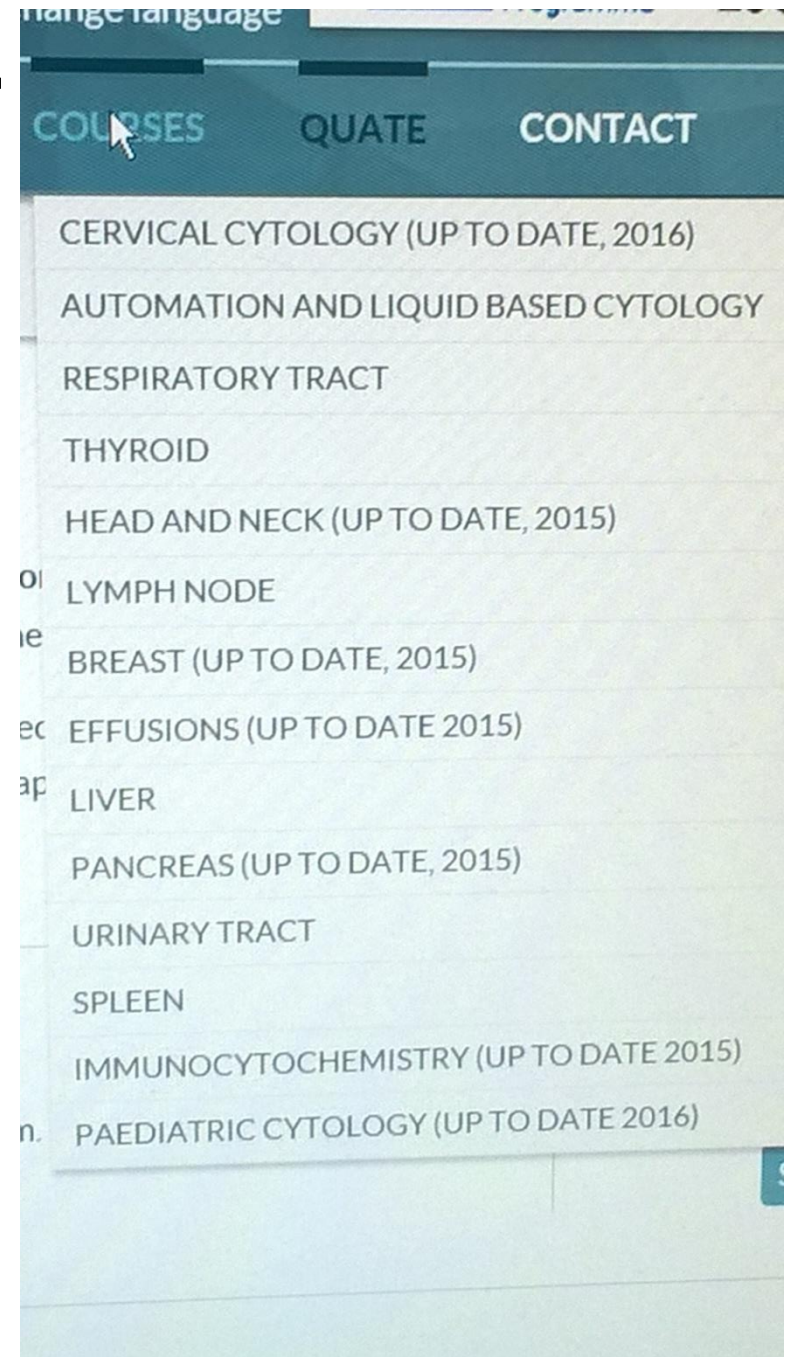 hange language
COURSES QUATE CONTACT
CERVICAL CYTOLOGY (UP TO DATE, 2016)
AUTOMATION AND LIQUID BASED CYTOLOGY
RESPIRATORY TRACT
THYROID
HEAD AND NECK (UP TO DATE, 2015)
LYMPH NODE
BREAST (UP TO DATE, 2015)
EFFUSIONS (UP TO DATE 2015)
LIVER
PANCREAS (UP TO DATE, 2015)
URINARY TRACT
SPLEEN
IMMUNOCYTOCHEMISTRY (UP TO DATE 2015)
PAEDIATRIC CYTOLOGY (UP TO DATE 2016)